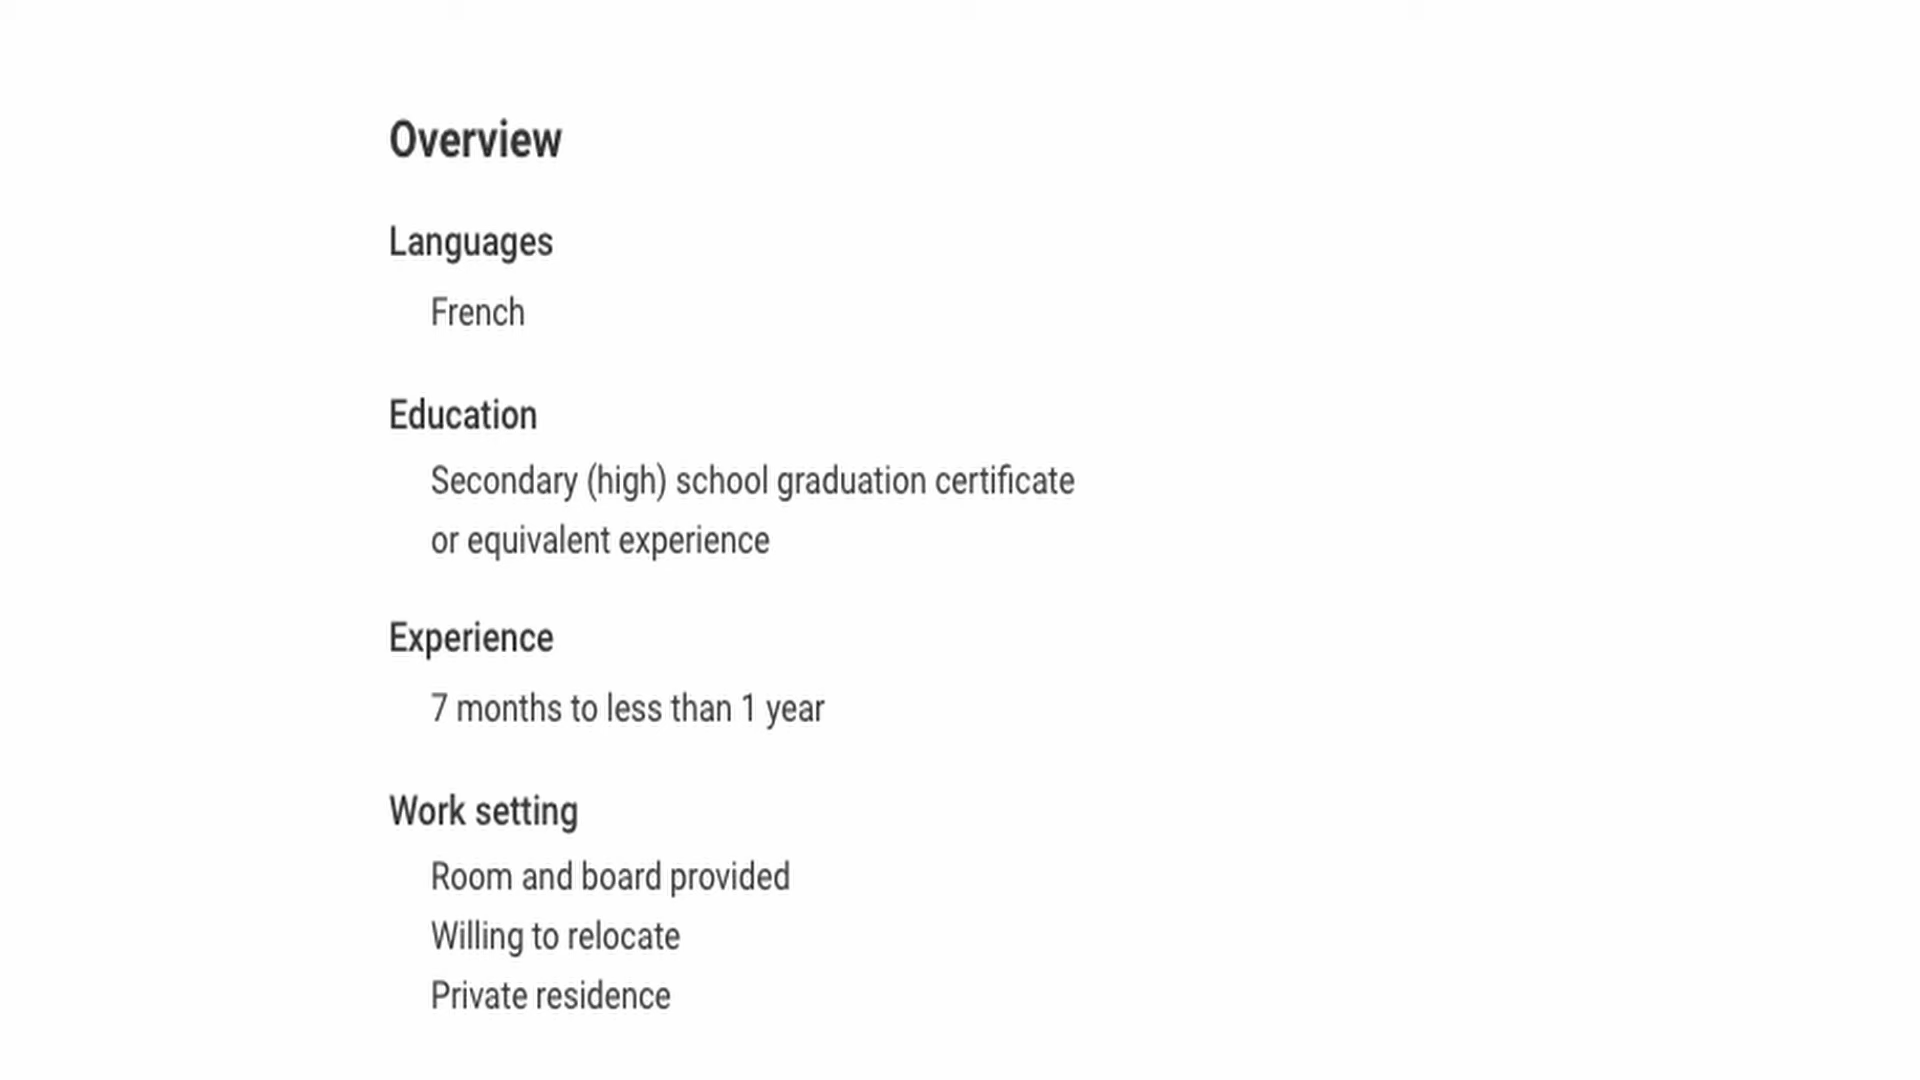 Overview
Languages
French
Education
Secondary (high) school graduation certificate
or equivalent experience
Experience
7 months to less than 1 year
Work setting
Room and board provided
Willing to relocate
Private residence